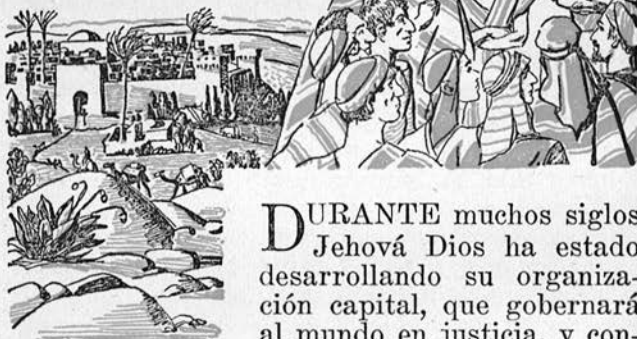 DURANTE muchos siglos
Jehová Dios ha estado
desarrollando su organiza-
ción capital, que gobernará
al mundo en justicia, y con-